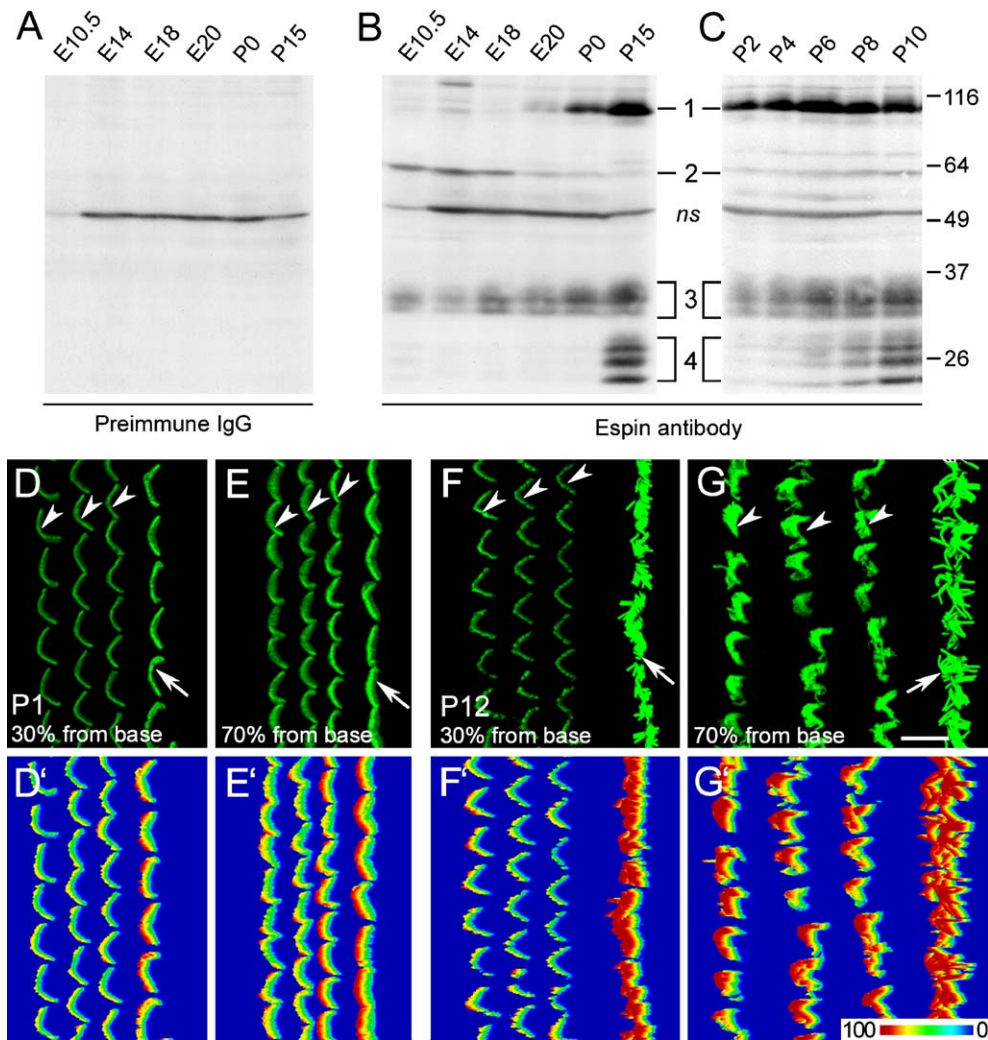 A
E10.5 E14 E18 E20 P0 P15
B
E10.5 E14 E18 E20 P0 P15
C
P2 P4 P6 P8 P10
1
2
ns
3
4
116
64
49
37
26
Preimmune IgG
Espin antibody
D
P1
30% from base
E
70% from base
F
P12
30% from base
G
70% from base
D'
E'
F'
G'
100 0